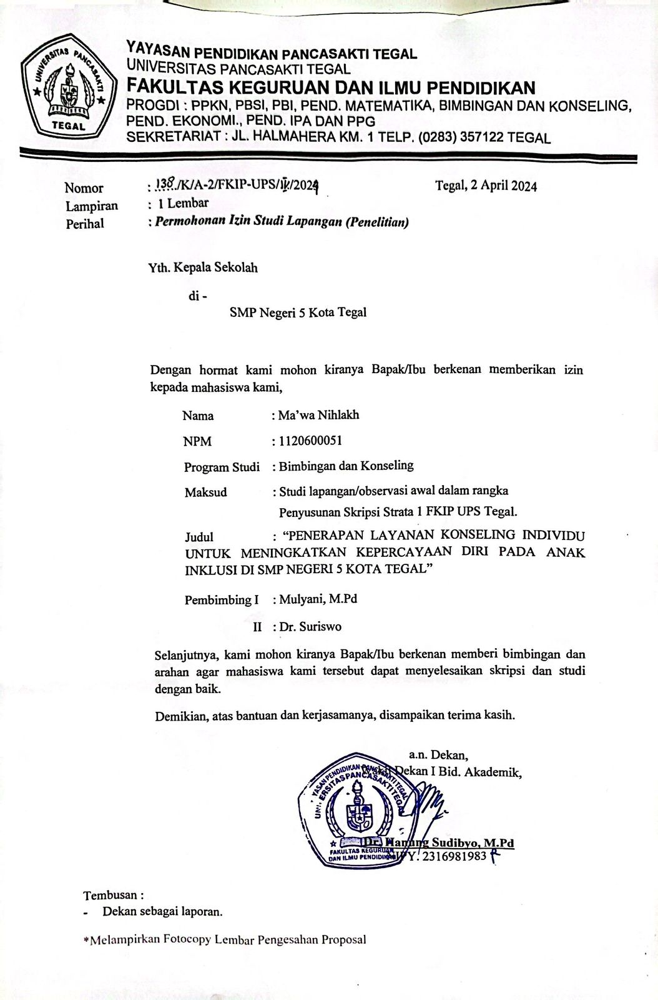 YAYASAN PENDIDIKAN PANCASAKTI TEGAL
UNIVERSITAS PANCASAKTI TEGAL
FAKULTAS KEGURUAN DAN ILMU PENDIDIKAN
PROGDI : PPKN, PBSI, PBI, PEND. MATEMATIKA, BIMBINGAN DAN KONSELING,
PEND. EKONOMI., PEND. IPA DAN PPG
SEKRETARIAT : JL. HALMAHERA KM. 1 TELP. (0283) 357122 TEGAL
UNIVERSITAS PANCASAKTI
TEGAL
Nomor : 138/K/A-2/FKIP-UPS/IV/2024 Tegal, 2 April 2024
Lampiran : 1 Lembar
Perihal : Permohonan Izin Studi Lapangan (Penelitian)
Yth. Kepala Sekolah
di -
SMP Negeri 5 Kota Tegal
Dengan hormat kami mohon kiranya Bapak/Ibu berkenan memberikan izin
kepada mahasiswa kami,
Nama : Ma’wa Nihlakh
NPM : 1120600051
Program Studi : Bimbingan dan Konseling
Maksud : Studi lapangan/observasi awal dalam rangka
Penyusunan Skripsi Strata 1 FKIP UPS Tegal.
Judul : “PENERAPAN LAYANAN KONSELING INDIVIDU
UNTUK MENINGKATKAN KEPERCAYAAN DIRI PADA ANAK
INKLUSI DI SMP NEGERI 5 KOTA TEGAL”
Pembimbing I : Mulyani, M.Pd
II : Dr. Suriswo
Selanjutnya, kami mohon kiranya Bapak/Ibu berkenan memberi bimbingan dan
arahan agar mahasiswa kami tersebut dapat menyelesaikan skripsi dan studi
dengan baik.
Demikian, atas bantuan dan kerjasamanya, disampaikan terima kasih.
a.n. Dekan,
Wakil Dekan I Bid. Akademik,
YASAN PENDIDIKAN PANCASAKTI TEGAL
UNIVERSITAS PANCASAKTI TEGAL
FAKULTAS KEGURUAN
DAN ILMU PENDIDIKAN
Dr. Hanung Sudibyo, M.Pd
NIPY. 2316981983
Tembusan :
- Dekan sebagai laporan.
*Melampirkan Fotocopy Lembar Pengesahan Proposal